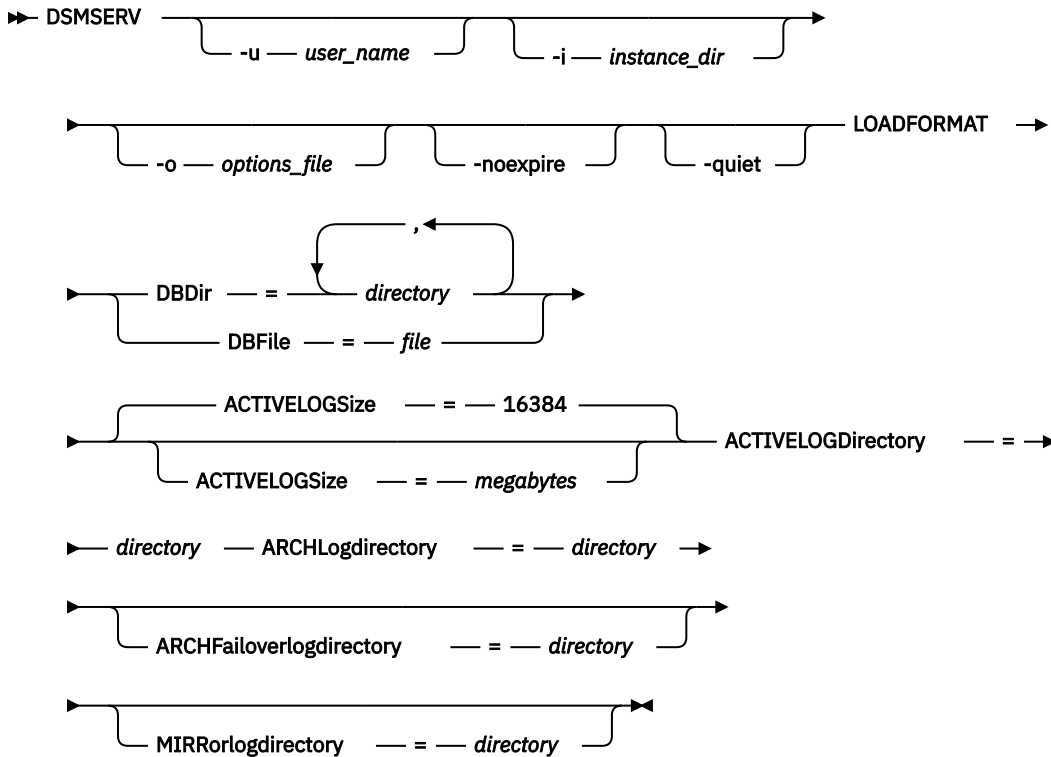 DSMSERV
-u user_name -i instance_dir
LOADFORMAT
-o options_file -noexpire -quiet
,
DBDir = directory
DBFile = file
ACTIVELOGSize = 16384
ACTIVELOGDirectory =
ACTIVELOGSize = megabytes
directory ARCHLogdirectory = directory
ARCHFailoverlogdirectory = directory
MIRRorlogdirectory = directory